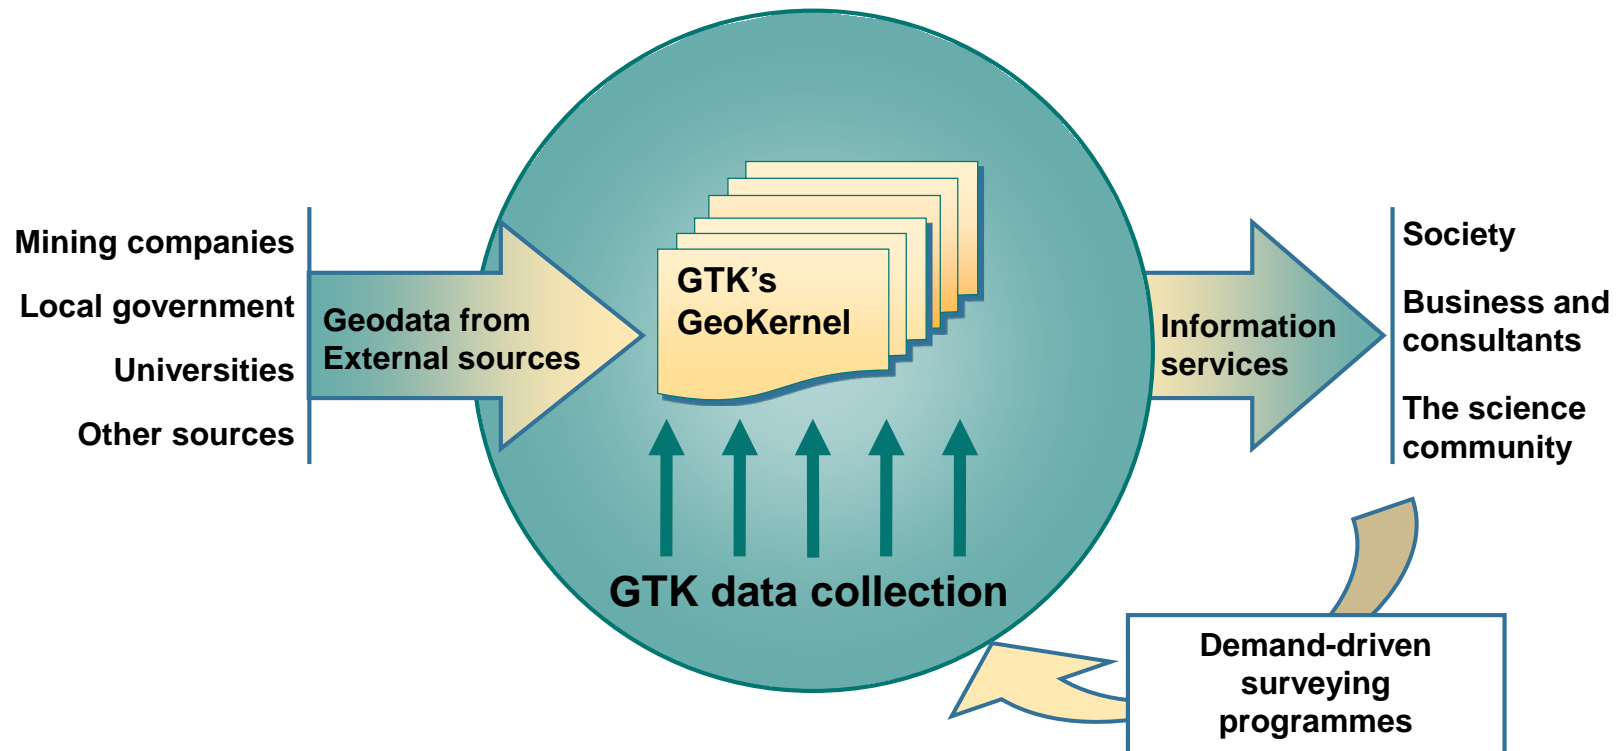 Mining companies
Local government
Universities
Other sources
Geodata from
External sources
GTK’s
GeoKernel
GTK data collection
Information
services
Society
Business and
consultants
The science
community
Demand-driven
surveying
programmes